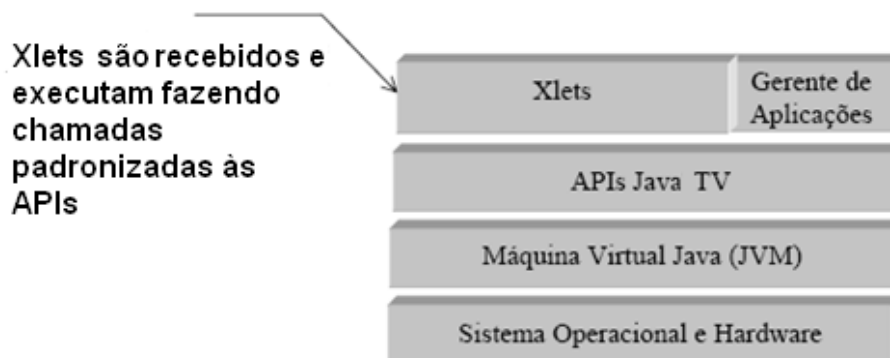 Xlets são recebidos e
executam fazendo
chamadas
padronizadas às
APIs
Xlets
Gerente de
Aplicações
APIs Java TV
Máquina Virtual Java (JVM)
Sistema Operacional e Hardware